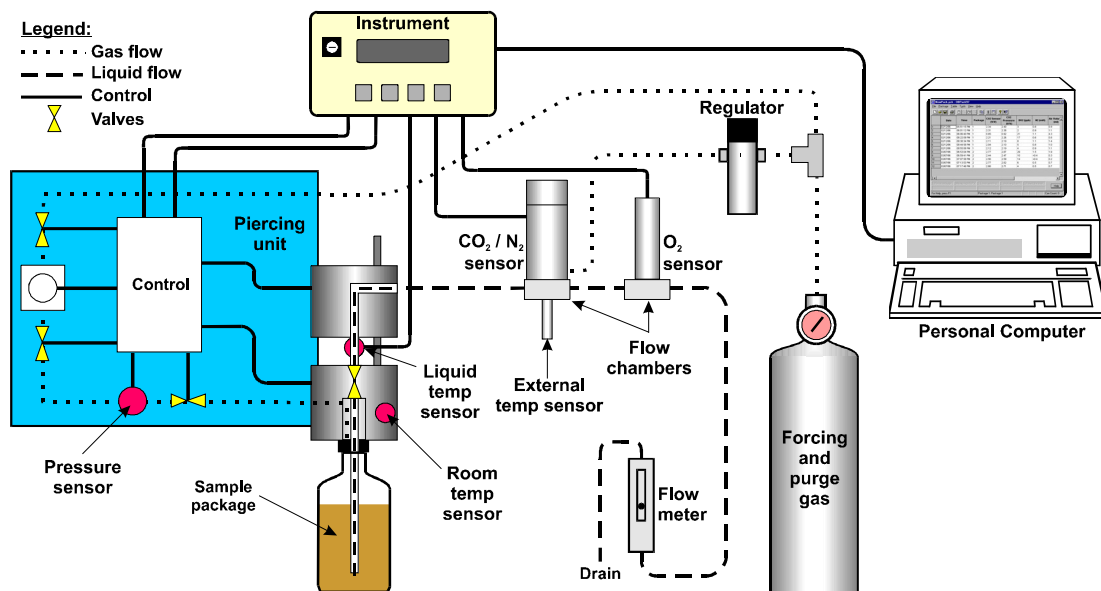 Legend:
Gas flow
Liquid flow
Control
Valves
Instrument
Regulator
Piercing
unit
Control
CO₂ / N₂
sensor
O₂
sensor
Personal Computer
Liquid
temp
sensor
External
temp sensor
Flow
chambers
Pressure
sensor
Sample
package
Room
temp
sensor
Flow
meter
Drain
Forcing
and
purge
gas